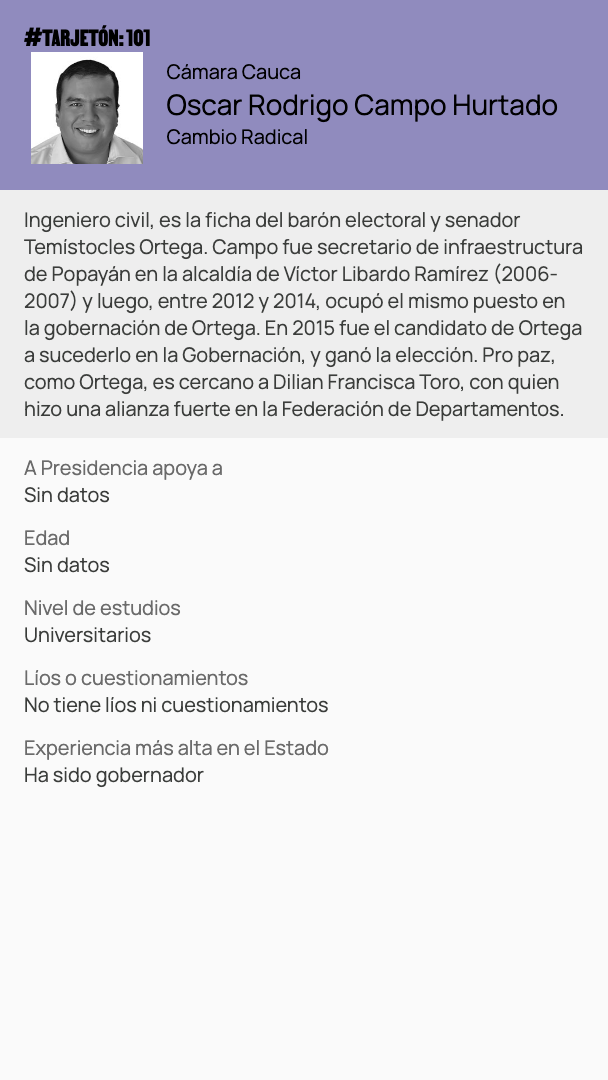 #TARJETÓN: 101
Cámara Cauca
Oscar Rodrigo Campo Hurtado
Cambio Radical
Ingeniero civil, es la ficha del barón electoral y senador
Temístocles Ortega. Campo fue secretario de infraestructura
de Popayán en la alcaldía de Víctor Libardo Ramírez (2006-
2007) y luego, entre 2012 y 2014, ocupó el mismo puesto en
la gobernación de Ortega. En 2015 fue el candidato de Ortega
a sucederlo en la Gobernación, y ganó la elección. Pro paz,
como Ortega, es cercano a Dilian Francisca Toro, con quien
hizo una alianza fuerte en la Federación de Departamentos.
A Presidencia apoya a
Sin datos
Edad
Sin datos
Nivel de estudios
Universitarios
Líos o cuestionamientos
No tiene líos ni cuestionamientos
Experiencia más alta en el Estado
Ha sido gobernador